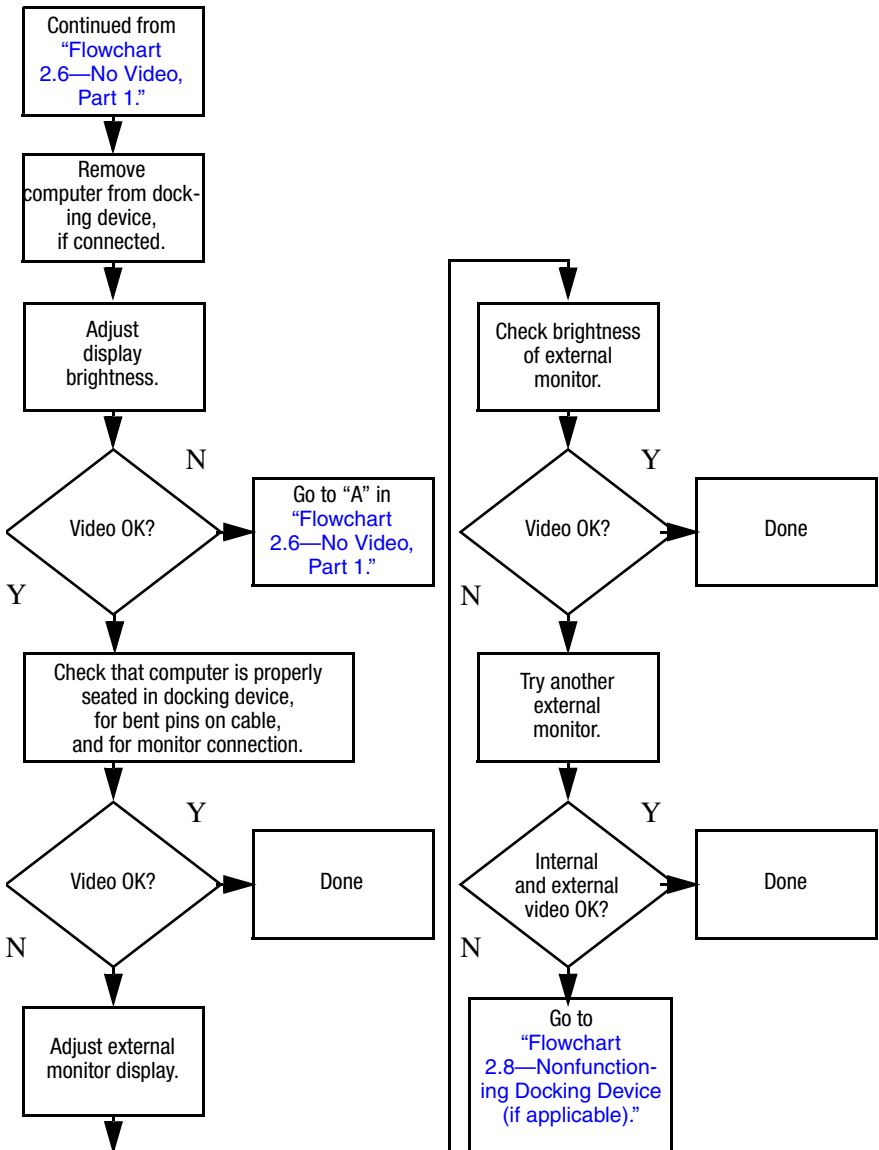 Continued from
“Flowchart
2.6—No Video,
Part 1.”
Remove
computer from dock-
ing device,
if connected.
Adjust
display
brightness.
Video OK?
N
Go to “A” in
“Flowchart
2.6—No Video,
Part 1.”
Y
Check that computer is properly
seated in docking device,
for bent pins on cable,
and for monitor connection.
Video OK?
Y
Done
N
Adjust external
monitor display.
Check brightness
of external
monitor.
Video OK?
Y
Done
N
Try another
external
monitor.
Internal
and external
video OK?
Y
Done
N
Go to
“Flowchart
2.8—Nonfunction-
ing Docking Device
(if applicable).”